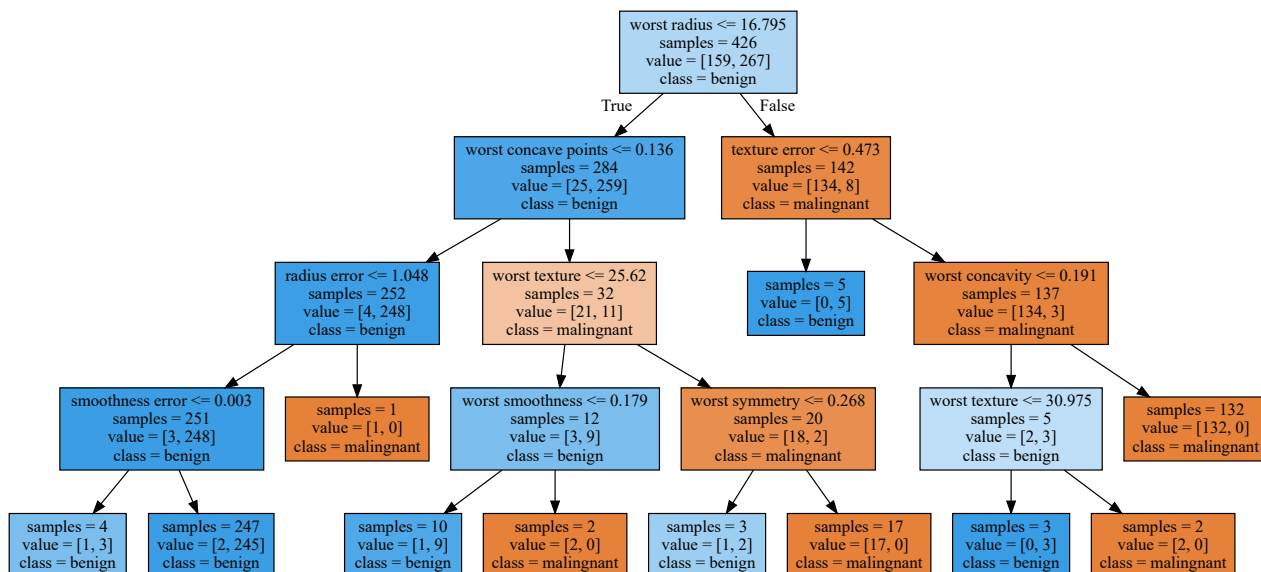 worst radius <= 16.795
samples = 426
value = [159, 267]
class = benign
True
False
worst concave points <= 0.136
samples = 284
value = [25, 259]
class = benign
texture error <= 0.473
samples = 142
value = [134, 8]
class = malingnant
radius error <= 1.048
samples = 252
value = [4, 248]
class = benign
worst texture <= 25.62
samples = 32
value = [21, 11]
class = malingnant
samples = 5
value = [0, 5]
class = benign
worst concavity <= 0.191
samples = 137
value = [134, 3]
class = malingnant
smoothness error <= 0.003
samples = 251
value = [3, 248]
class = benign
samples = 1
value = [1, 0]
class = malingnant
worst smoothness <= 0.179
samples = 12
value = [3, 9]
class = benign
worst symmetry <= 0.268
samples = 20
value = [18, 2]
class = malingnant
worst texture <= 30.975
samples = 5
value = [2, 3]
class = benign
samples = 132
value = [132, 0]
class = malingnant
samples = 4
value = [1, 3]
class = benign
samples = 247
value = [2, 245]
class = benign
samples = 10
value = [1, 9]
class = benign
samples = 2
value = [2, 0]
class = malingnant
samples = 3
value = [1, 2]
class = benign
samples = 17
value = [17, 0]
class = malingnant
samples = 3
value = [0, 3]
class = benign
samples = 2
value = [2, 0]
class = malingnant